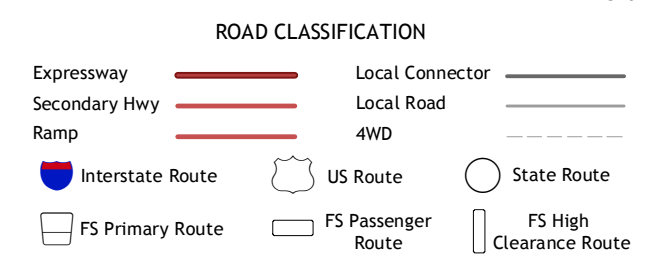 ROAD CLASSIFICATION
Expressway
Local Connector
Secondary Hwy
Local Road
Ramp
4WD
Interstate Route
US Route
State Route
FS Primary Route
FS Passenger
Route
FS High
Clearance Route